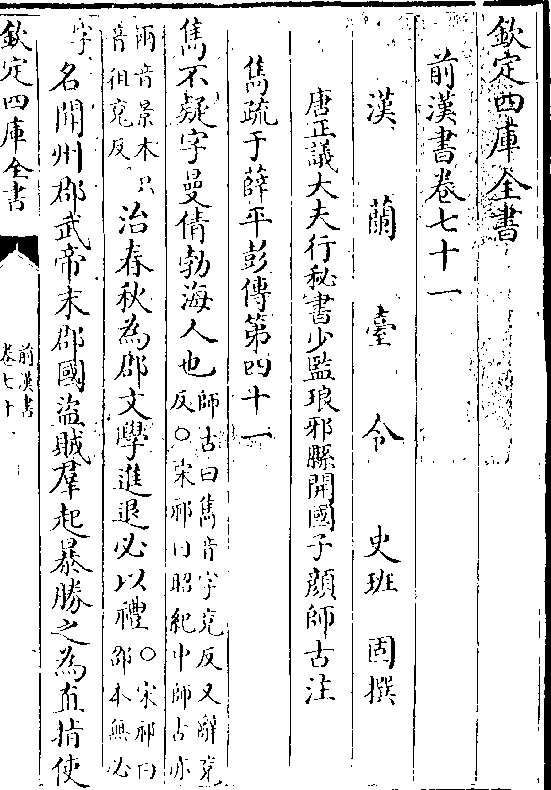 欽定四庫全書
前漢書卷七十一
漢蘭臺令史班固撰
唐正議大夫行秘書少監琅邪縣開國子顔師古注
雋疏于薛平彭傳第四十一
雋不疑字曼倩勃海人也師古曰雋音字兗反又辭兗反○宋祁曰昭紀中師古亦
兩音景本只音徂兗反治春秋為郡文學進退必以禮○宋祁曰邵本無必
字名聞州郡武帝末郡國盜賊羣起暴勝之為直指使
欽定四庫全書
前漢書
卷七十